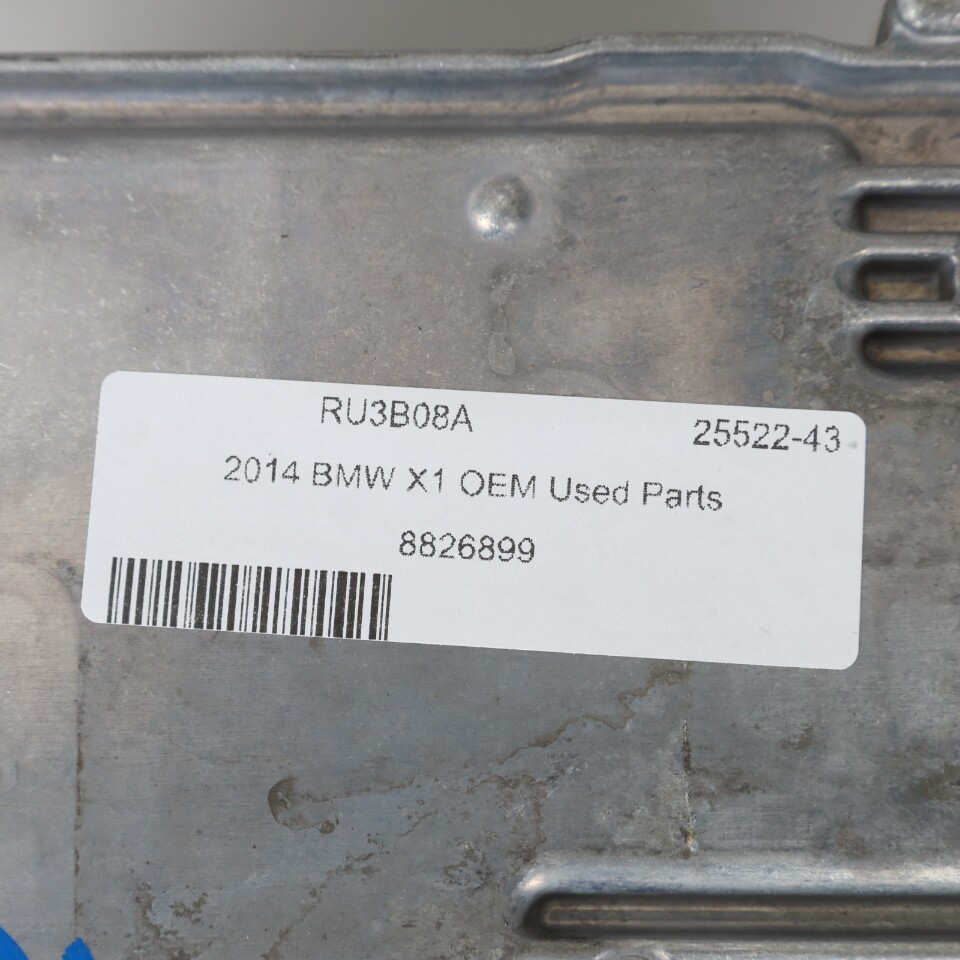 RU3B08A 25522-43
2014 BMW X1 OEM Used Parts
8826899